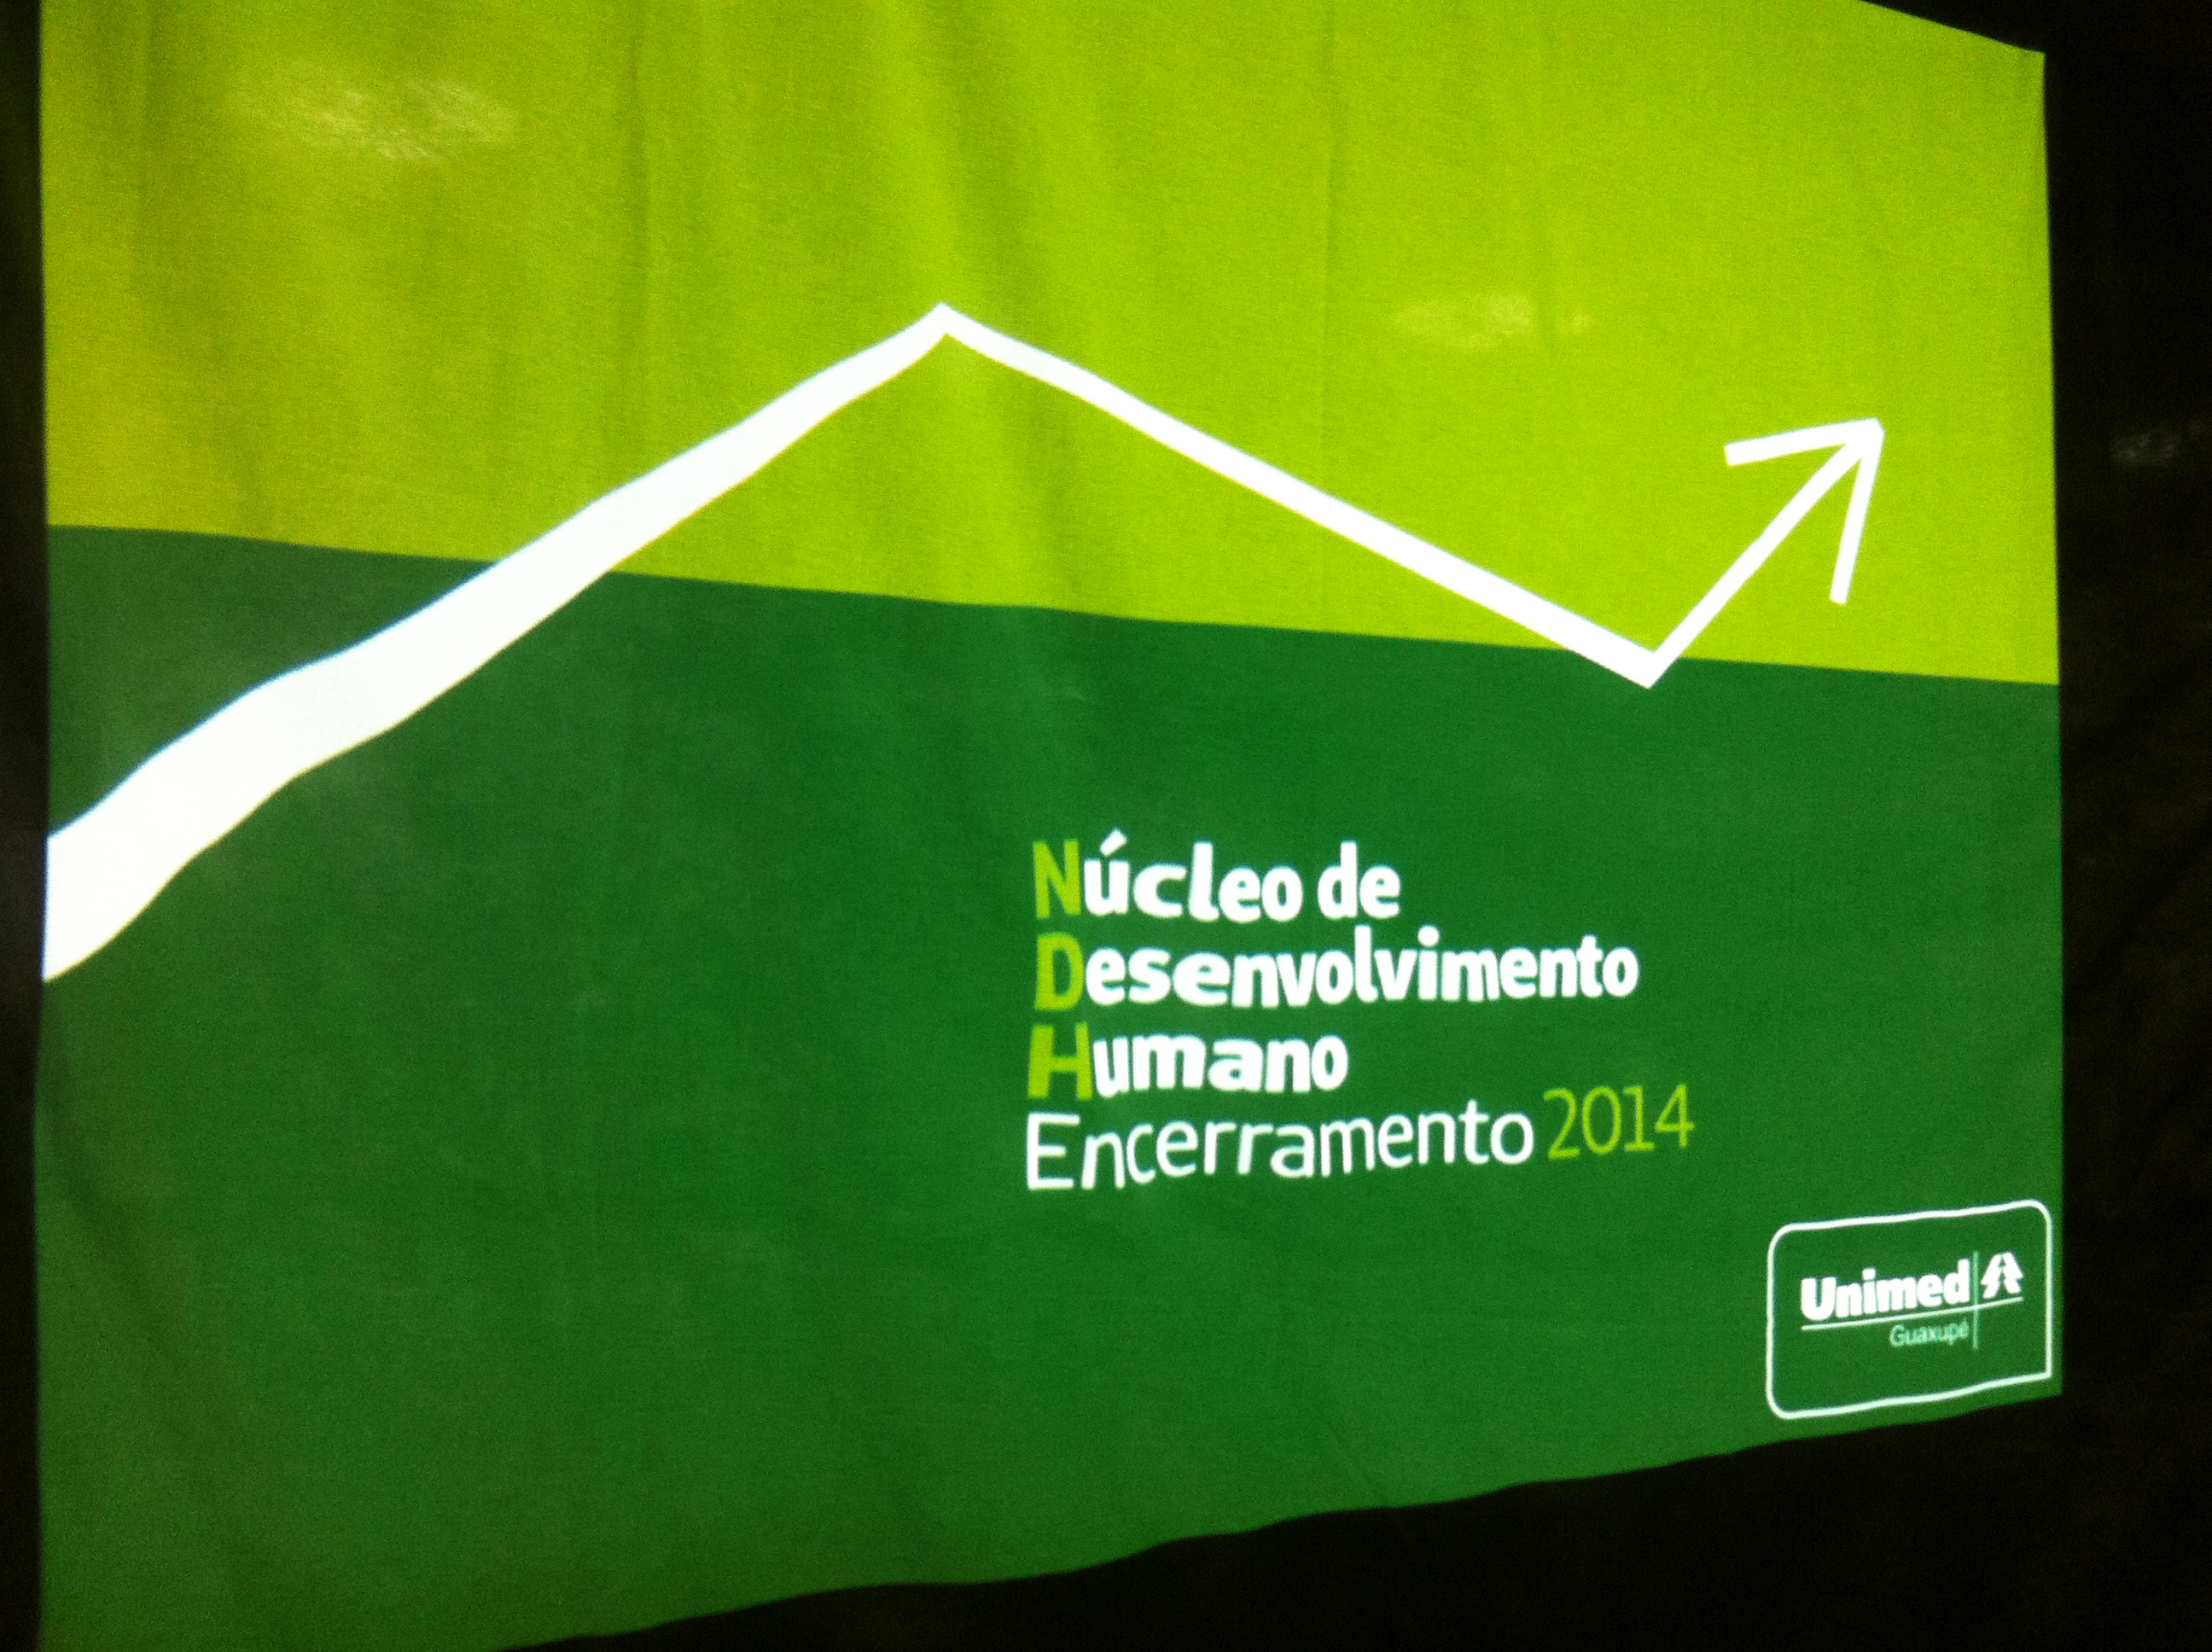 Núcleo de
Desenvolvimento
Humano
Encerramento 2014
Unimed
Guaxupé